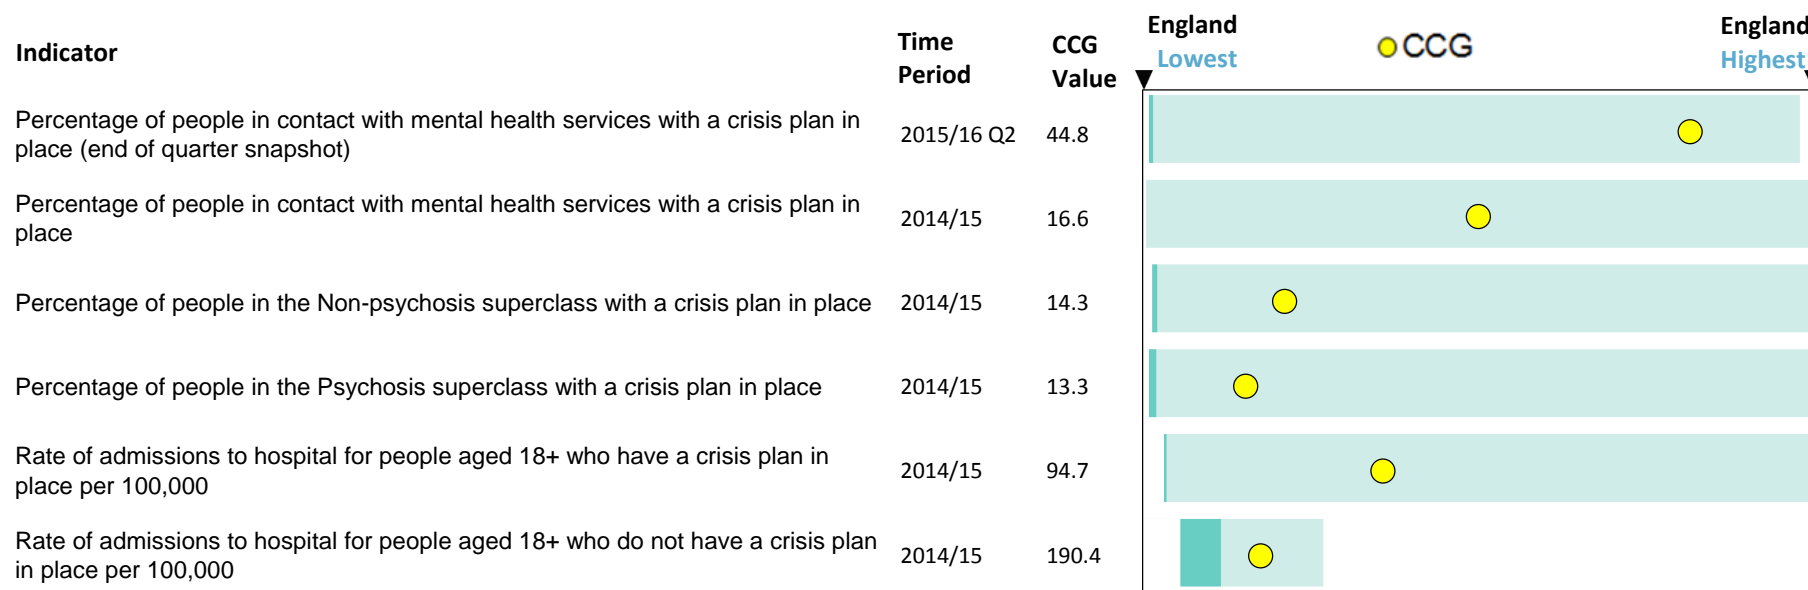 Indicator
Time
Period
CCG
Value
England
Lowest
CCG
England
Highest
Percentage of people in contact with mental health services with a crisis plan in
place (end of quarter snapshot)
2015/16 Q2
44.8
Percentage of people in contact with mental health services with a crisis plan in
place
2014/15
16.6
Percentage of people in the Non-psychosis superclass with a crisis plan in place
2014/15
14.3
Percentage of people in the Psychosis superclass with a crisis plan in place
2014/15
13.3
Rate of admissions to hospital for people aged 18+ who have a crisis plan in
place per 100,000
2014/15
94.7
Rate of admissions to hospital for people aged 18+ who do not have a crisis plan
in place per 100,000
2014/15
190.4